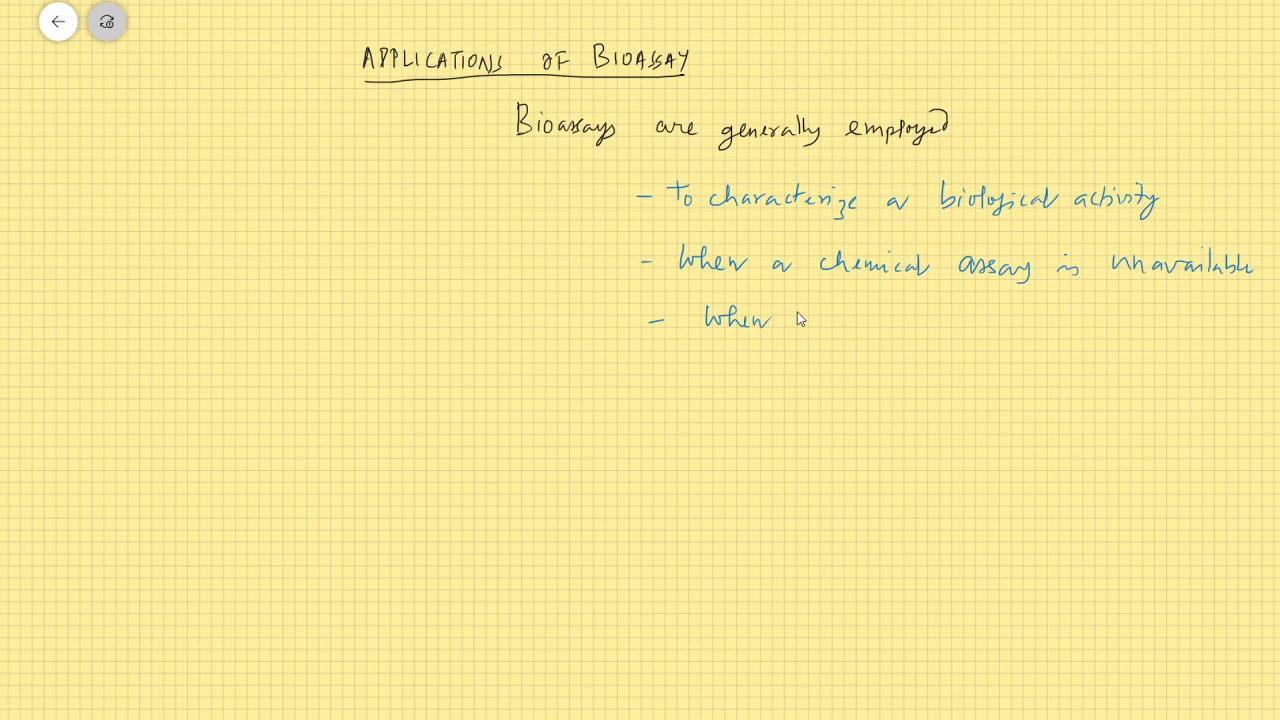 APPLICATIONS OF BIOASSAY
Bioassays are generally employed
- To characterize a biological activity
- When a chemical assay is unavailable
- When